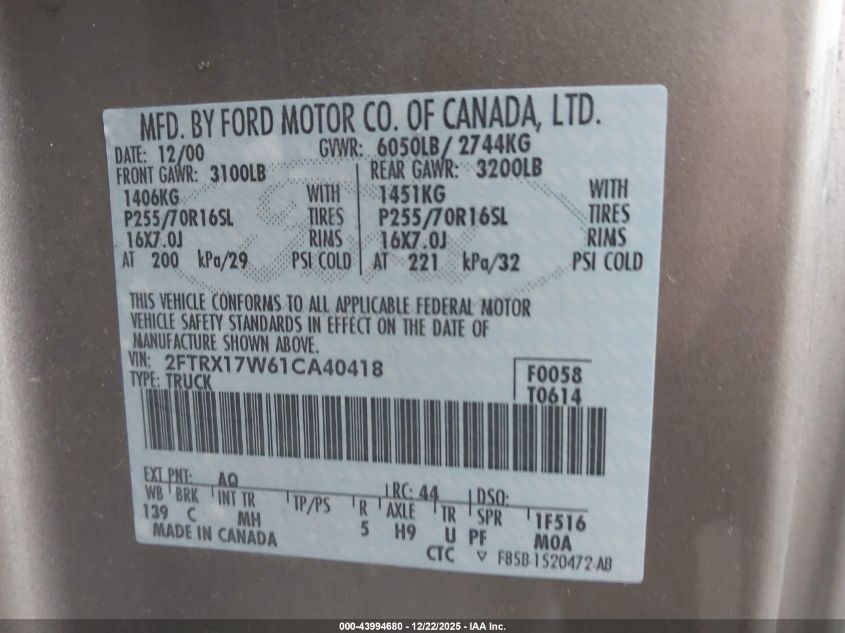 MFD. BY FORD MOTOR CO. OF CANADA, LTD.
DATE: 12/00 GVWR: 6050LB/ 2744KG
FRONT GAWR: 3100LB REAR GAWR: 3200LB
1406KG WITH 1451KG WITH
P255/70R16SL TIRES P255/70R16SL TIRES
16X7.0J RIMS 16X7.0J RIMS
AT 200 kPa/29 PSI COLD AT 221 kPa/32 PSI COLD
THIS VEHICLE CONFORMS TO ALL APPLICABLE FEDERAL MOTOR
VEHICLE SAFETY STANDARDS IN EFFECT ON THE DATE OF
MANUFACTURE SHOWN ABOVE.
VIN: 2FTRX17W61CA40418 F0058
TYPE: TRUCK T0614
EXT PNT: AQ RC: 44 DSO:
WB BRK INT TR TP/PS R AXLE TR SPR 1F516
139 C MH 5 H9 U PF M0A
MADE IN CANADA CTC F85B-1520472-AB
000-43994680 - 12/22/2025 - IAA Inc.